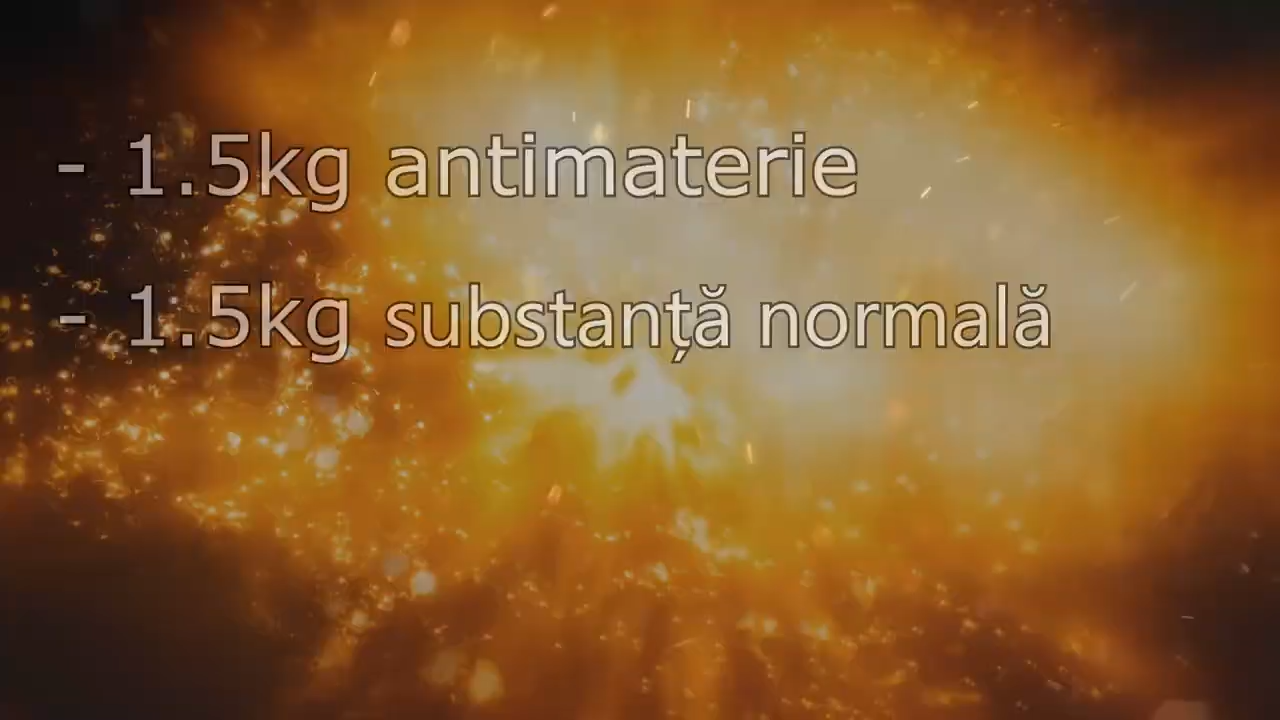 - 1.5kg antimaterie
- 1.5kg substanță normală